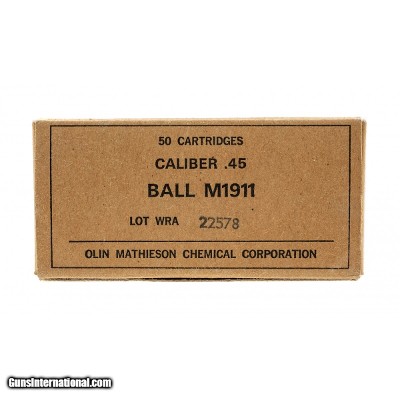 50 CARTRIDGES
CALIBER .45
BALL M1911
LOT WRA 22578
OLIN MATHIESON CHEMICAL CORPORATION
GunsInternational.com